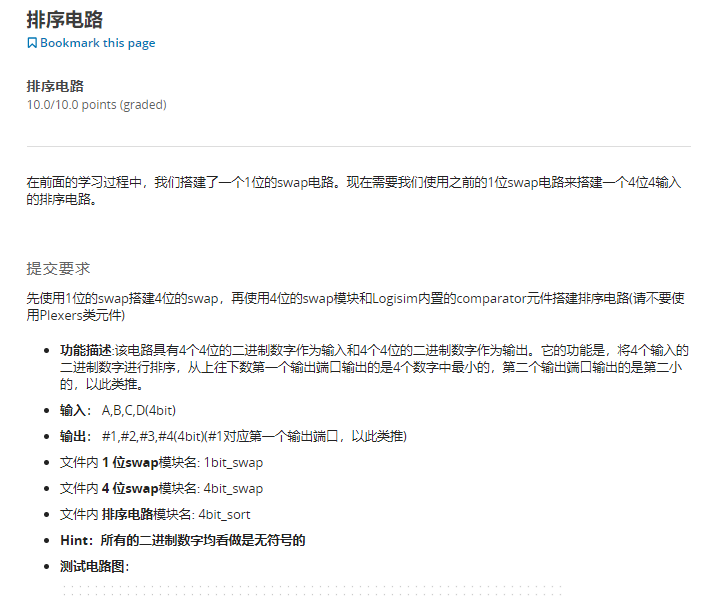 排序电路
Bookmark this page
排序电路
10.0/10.0 points (graded)
在前面的学习过程中，我们搭建了一个1位的swap电路。现在需要我们使用之前的1位swap电路来搭建一个4位4输入
的排序电路。
提交要求
先使用1位的swap搭建4位的swap，再使用4位的swap模块和Logisim内置的comparator元件搭建排序电路(请不要使
用Plexers类元件)
功能描述:该电路具有4个4位的二进制数字作为输入和4个4位的二进制数字作为输出。它的功能是，将4个输入的
二进制数字进行排序，从上往下数第一个输出端口输出的是4个数字中最小的，第二个输出端口输出的是第二小
的，以此类推。
输入： A,B,C,D(4bit)
输出： #1,#2,#3,#4(4bit)(#1对应第一个输出端口，以此类推)
文件内 1 位swap模块名: 1bit_swap
文件内 4 位swap模块名: 4bit_swap
文件内 排序电路模块名: 4bit_sort
Hint：所有的二进制数字均看做是无符号的
测试电路图：